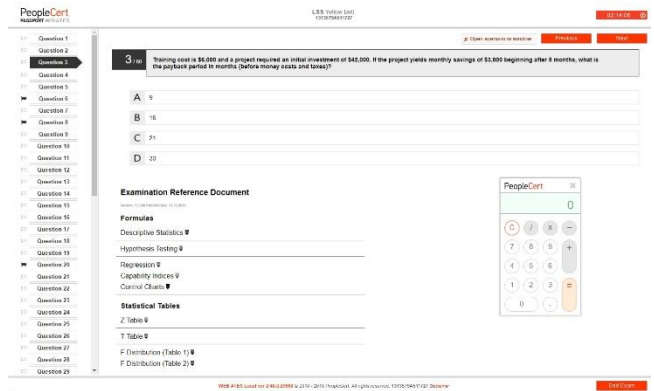 PeopleCert
LSS Yellow Belt
Open scenario in window
Previous
Next
Question 1
Question 2
Question 3
Question 4
Question 5
Question 6
Question 7
Question 8
Question 9
Question 10
Question 11
Question 12
Question 13
Question 14
Question 15
Question 16
Question 17
Question 18
Question 19
Question 20
Question 21
Question 22
Question 23
Question 24
Question 25
Question 26
Question 27
Question 28
Question 29
3
Training cost is $6,000 and a project required an initial investment of $42,000. If the project yields monthly savings of $3,000 beginning after 5 months, what is
the payback period in months (before money costs and taxes)?
A 9
B 16
C 21
D 33
Examination Reference Document
Formulas
Descriptive Statistics
Hypothesis Testing
Regression
Capability Indices
Control Charts
Statistical Tables
Z Table
T Table
F Distribution (Table 1)
F Distribution (Table 2)
PeopleCert
0
C / x -
7 8 9 +
4 5 6
1 2 3 =
0 .
End Exam